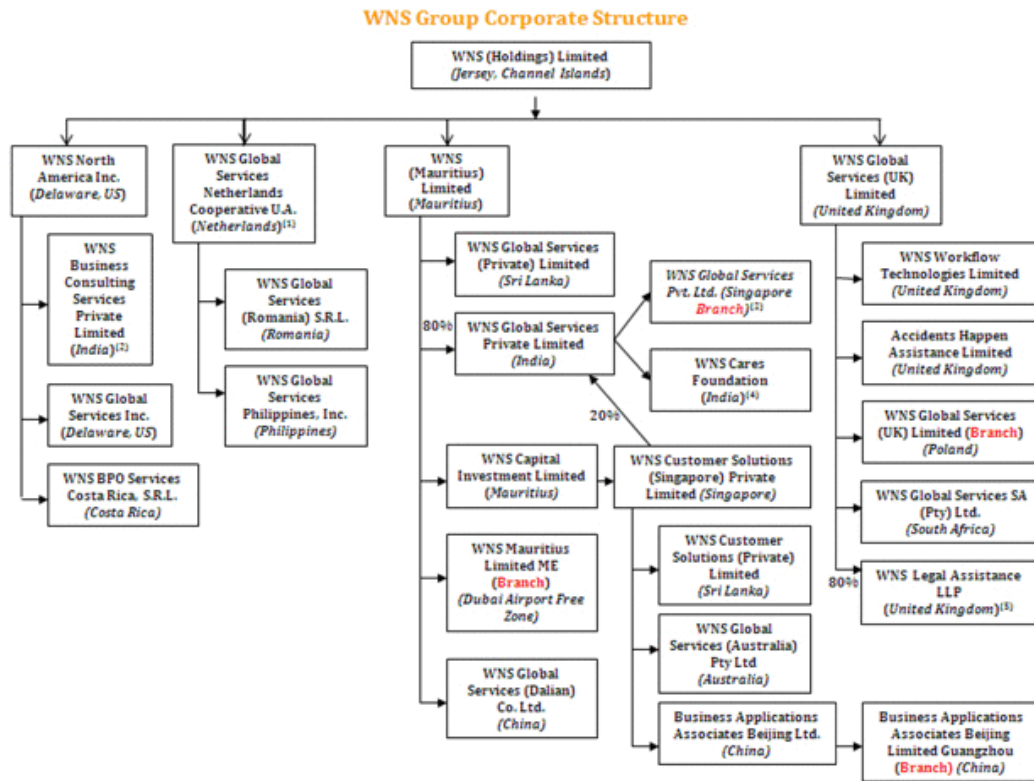 WNS Group Corporate Structure
WNS (Holdings) Limited
(Jersey, Channel Islands)
WNS North
America Inc.
(Delaware, US)
WNS
Business
Consulting
Services
Private
Limited
(India)(2)
WNS Global
Services Inc.
(Delaware, US)
WNS BPO Services
Costa Rica, S.R.L.
(Costa Rica)
WNS Global
Services
Netherlands
Cooperative U.A.
(Netherlands)(1)
WNS Global
Services
(Romania) S.R.L.
(Romania)
WNS Global
Services
Philippines, Inc.
(Philippines)
WNS
(Mauritius)
Limited
(Mauritius)
WNS Global Services
(Private) Limited
(Sri Lanka)
80%
WNS Global Services
Private Limited
(India)
WNS Global Services
Pvt. Ltd. (Singapore
Branch)(2)
WNS Cares
Foundation
(India)(4)
20%
WNS Capital
Investment Limited
(Mauritius)
WNS Customer Solutions
(Singapore) Private
Limited (Singapore)
WNS Mauritius
Limited ME
(Branch)
(Dubai Airport Free
Zone)
WNS Global
Services (Dalian)
Co. Ltd.
(China)
WNS Customer
Solutions (Private)
Limited
(Sri Lanka)
WNS Global
Services (Australia)
Pty Ltd
(Australia)
Business Applications
Associates Beijing Ltd.
(China)
Business Applications
Associates Beijing
Limited Guangzhou
(Branch) (China)
WNS Global
Services (UK)
Limited
(United Kingdom)
WNS Workflow
Technologies Limited
(United Kingdom)
Accidents Happen
Assistance Limited
(United Kingdom)
WNS Global Services
(UK) Limited (Branch)
(Poland)
WNS Global Services SA
(Pty) Ltd.
(South Africa)
80%
WNS Legal Assistance
LLP
(United Kingdom)(5)